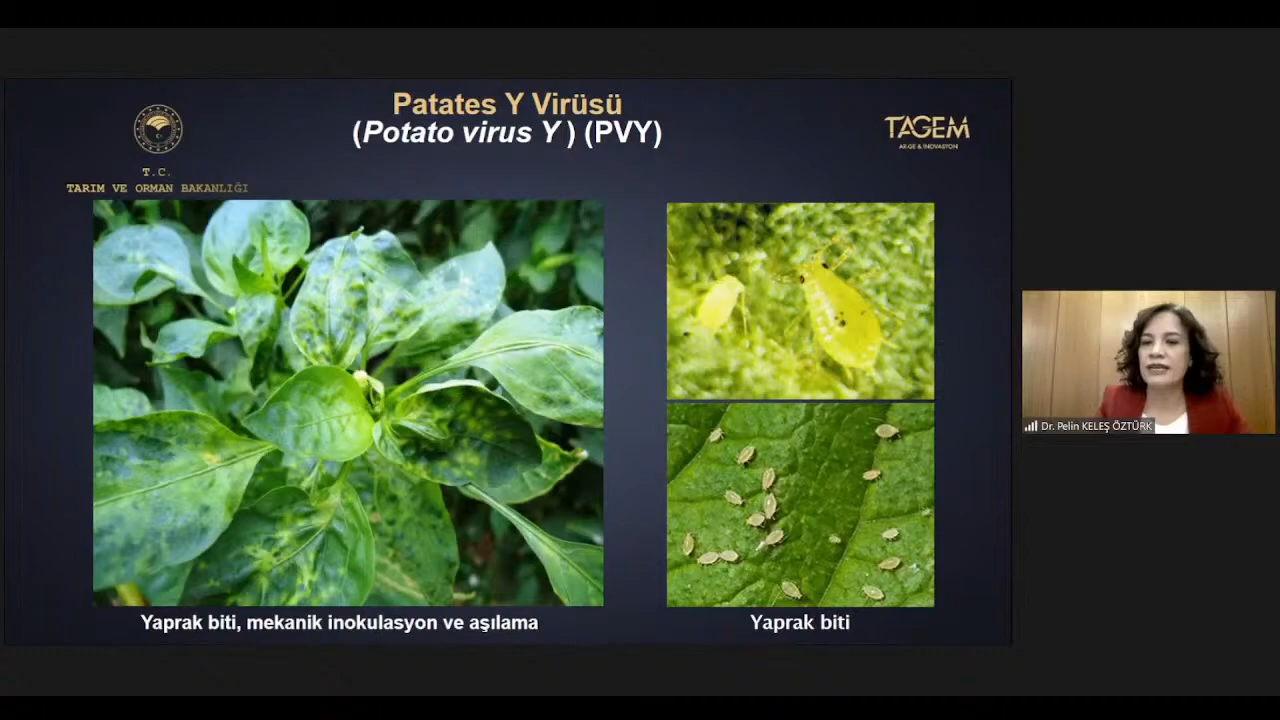 Patates Y Virüsü
(Potato virus Y ) (PVY)
T.C.
TARIM VE ORMAN BAKANLIĞI
TAGEM
AR-GE & İNOVASYON
Yaprak biti, mekanik inokulasyon ve aşılama
Yaprak biti
Dr. Pelin KELEŞ ÖZTÜRK